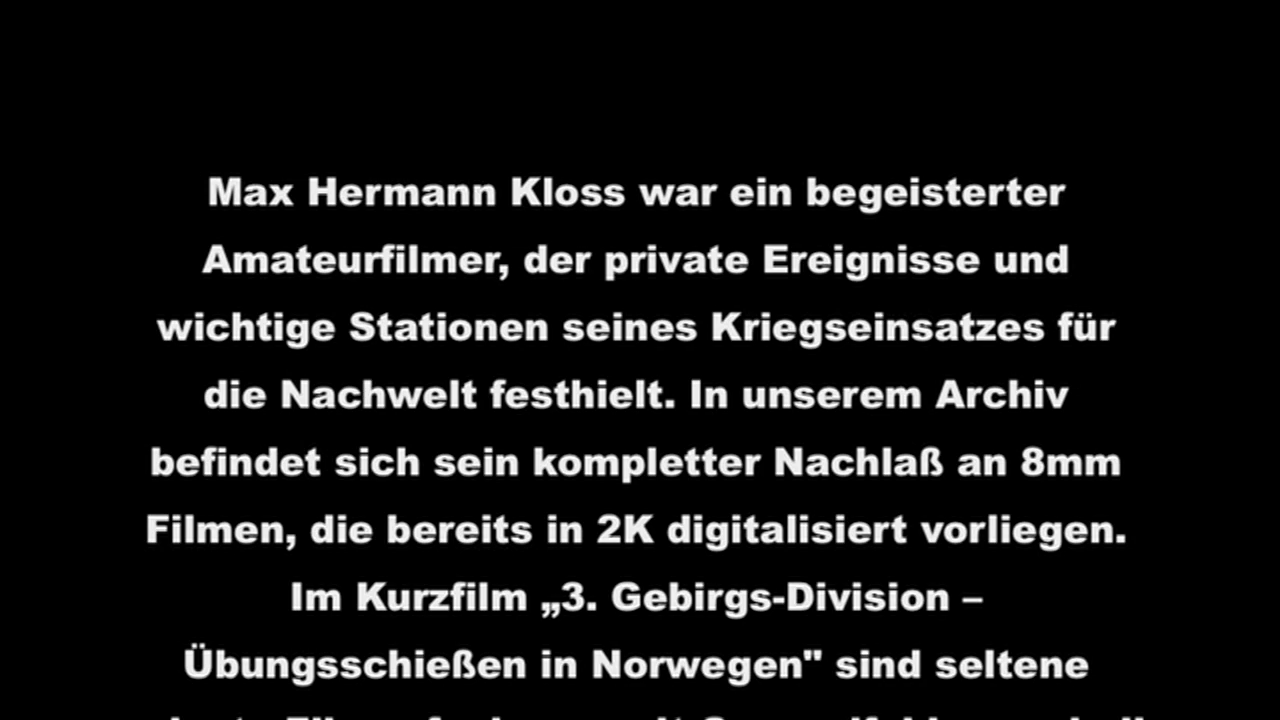 Max Hermann Kloss war ein begeisterter
Amateurfilmer, der private Ereignisse und
wichtige Stationen seines Kriegseinsatzes für
die Nachwelt festhielt. In unserem Archiv
befindet sich sein kompletter Nachlaß an 8mm
Filmen, die bereits in 2K digitalisiert vorliegen.
Im Kurzfilm „3. Gebirgs-Division –
Übungsschießen in Norwegen" sind seltene